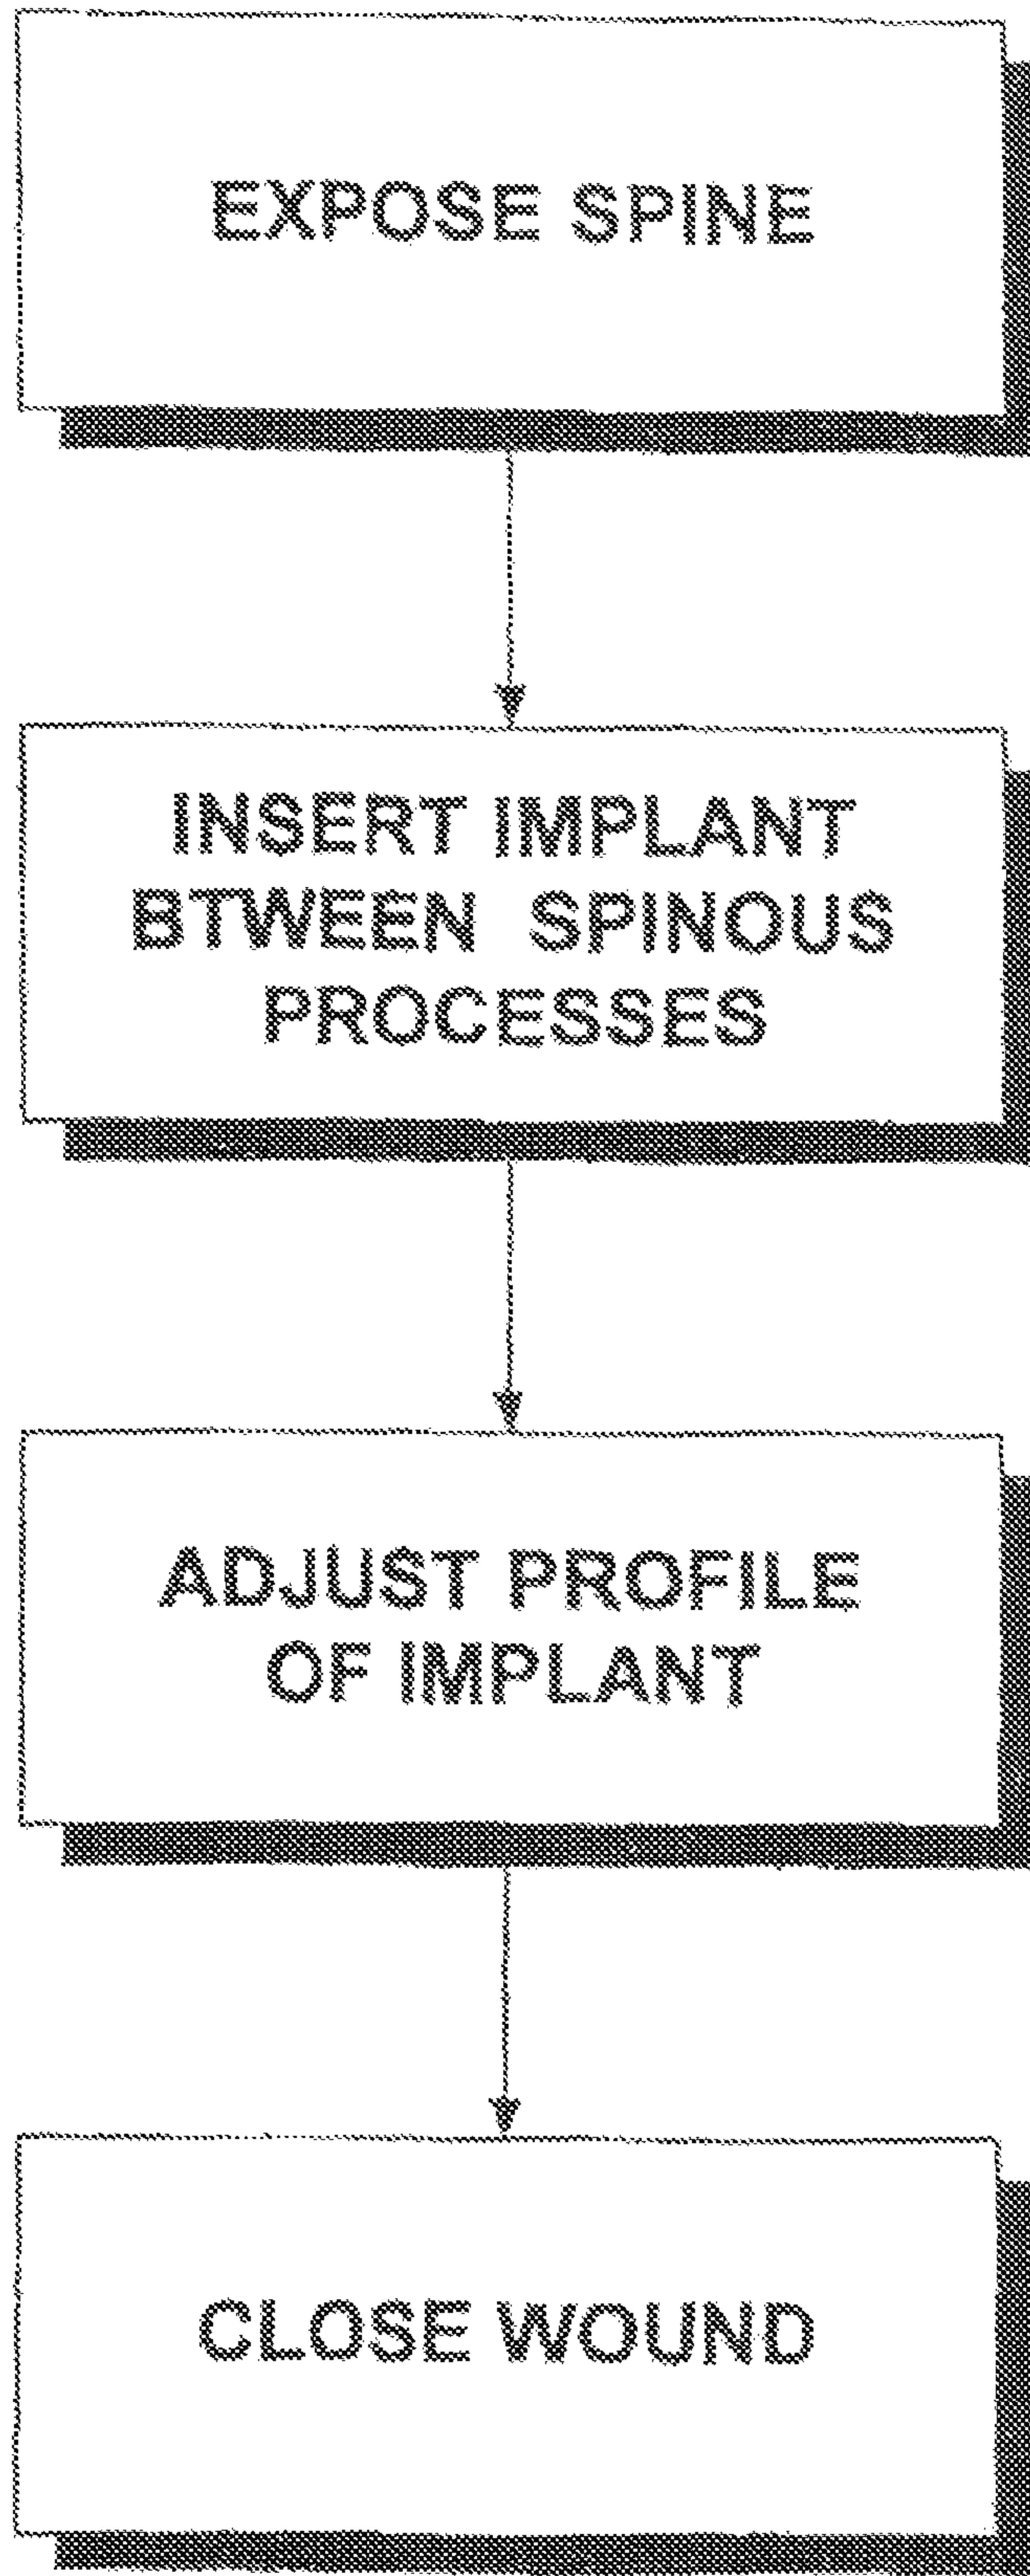 EXPOSE SPINE
INSERT IMPLANT
BTWEEN SPINOUS
PROCESSES
ADJUST PROFILE
OF IMPLANT
CLOSE WOUND